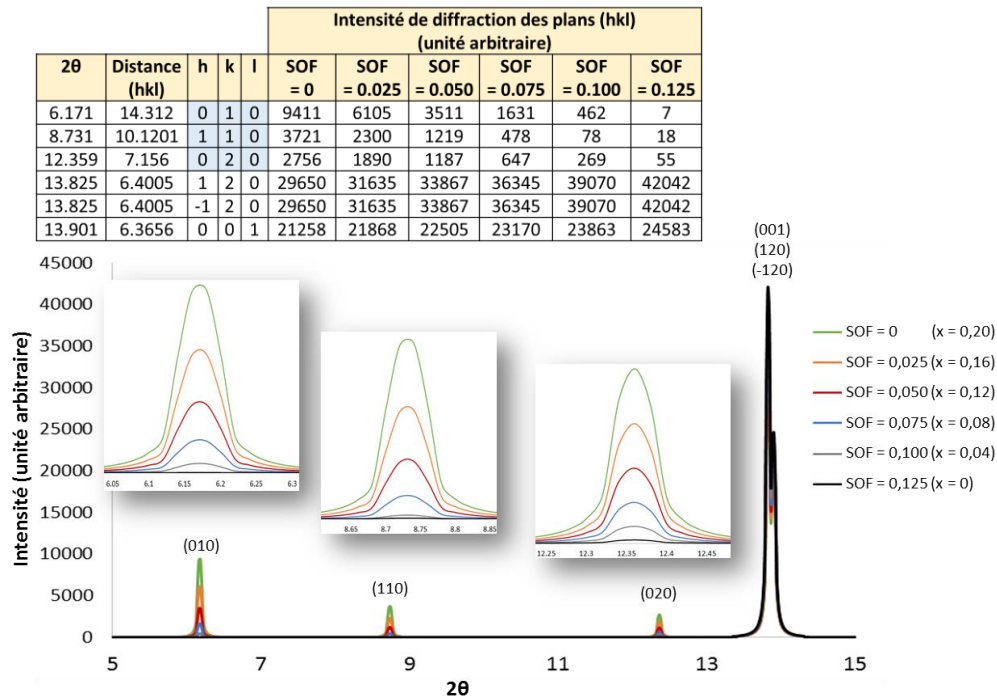 Intensité de diffraction des plans (hkl)
(unité arbitraire)
2θ Distance (hkl) h k l SOF = 0 SOF = 0.025 SOF = 0.050 SOF = 0.075 SOF = 0.100 SOF = 0.125
6.171 14.312 0 1 0 9411 6105 3511 1631 462 7
8.731 10.1201 1 1 0 3721 2300 1219 478 78 18
12.359 7.156 0 2 0 2756 1890 1187 647 269 55
13.825 6.4005 1 2 0 29650 31635 33867 36345 39070 42042
13.825 6.4005 -1 2 0 29650 31635 33867 36345 39070 42042
13.901 6.3656 0 0 1 21258 21868 22505 23170 23863 24583
(001)
(120)
(-120)
45000
40000
35000
30000
25000
20000
15000
10000
5000
0
Intensité (unité arbitraire)
6.05 6.1 6.15 6.2 6.25 6.3
8.65 8.7 8.75 8.8 8.85
12.25 12.3 12.35 12.4 12.45
(010)
(110)
(020)
SOF = 0 (x = 0,20)
SOF = 0,025 (x = 0,16)
SOF = 0,050 (x = 0,12)
SOF = 0,075 (x = 0,08)
SOF = 0,100 (x = 0,04)
SOF = 0,125 (x = 0)
5 7 9 11 13 15
2θ